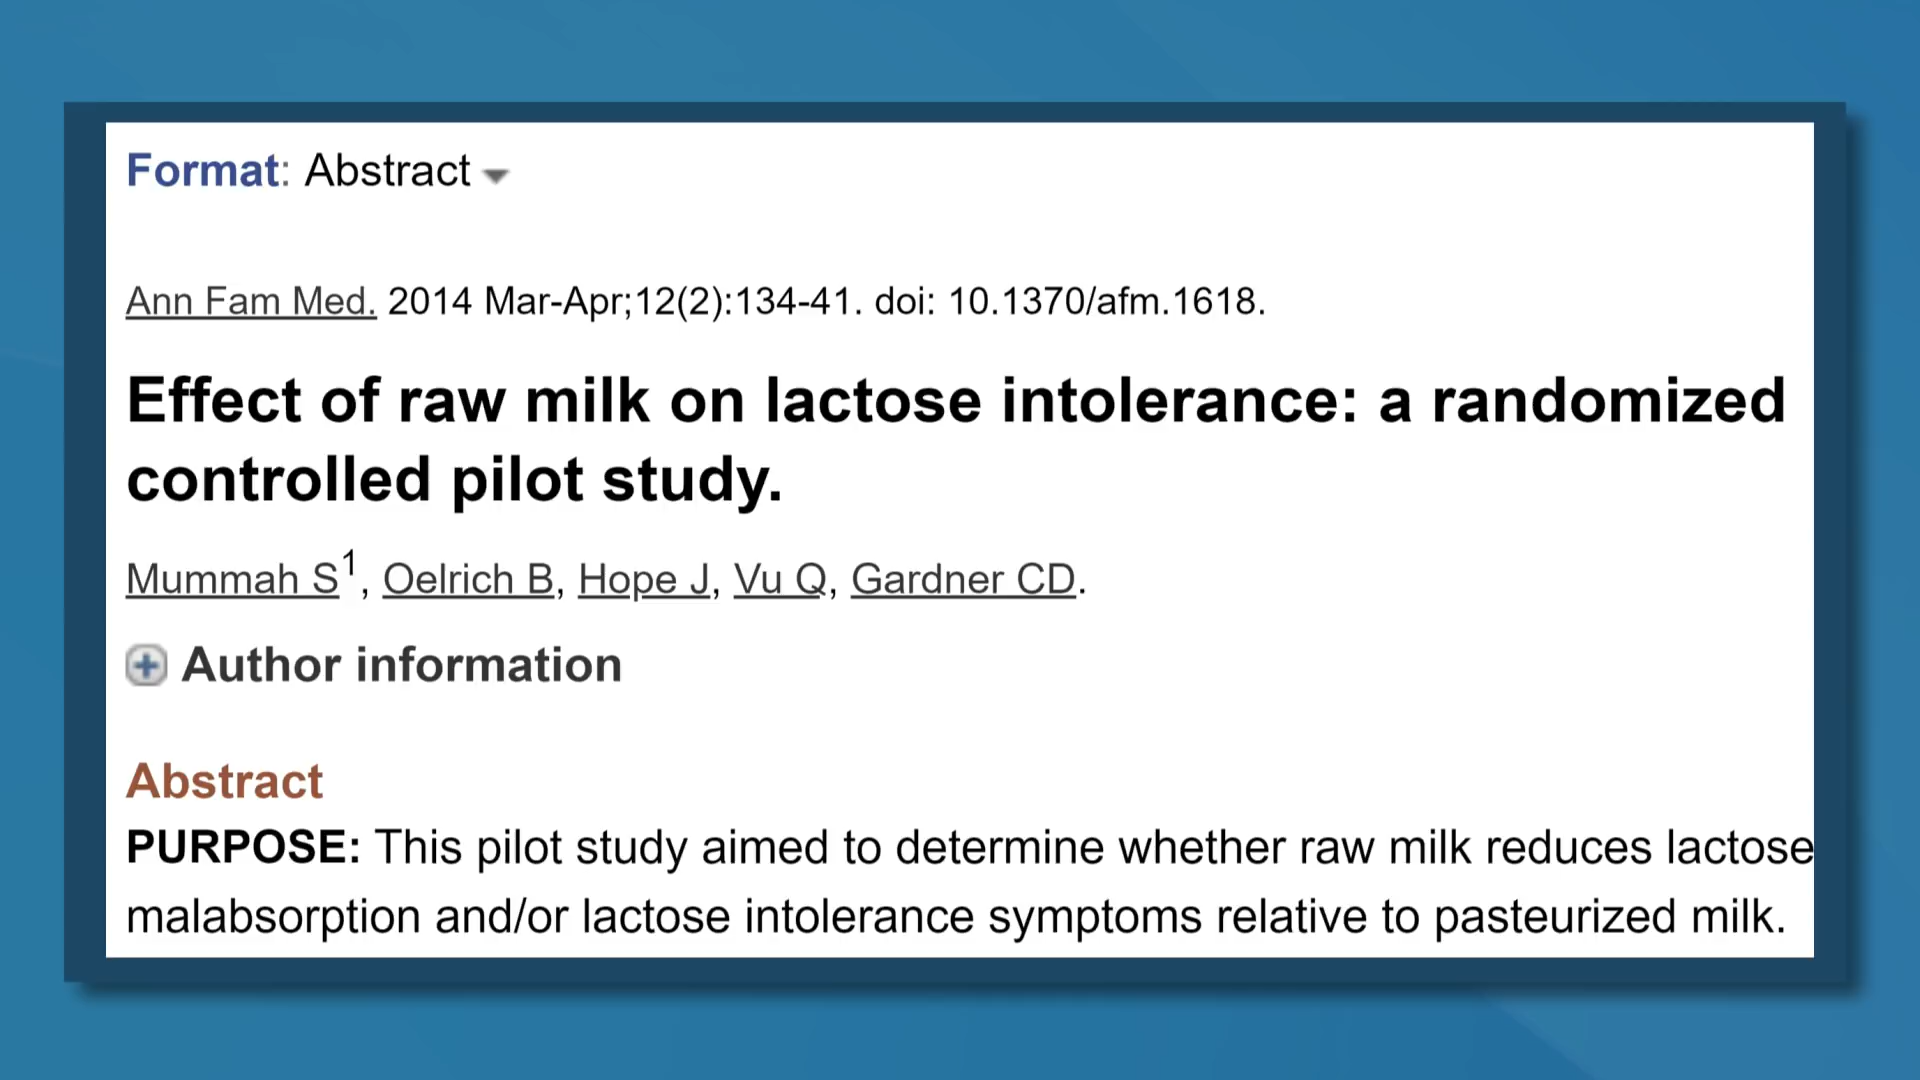 Format: Abstract
Ann Fam Med. 2014 Mar-Apr;12(2):134-41. doi: 10.1370/afm.1618.
Effect of raw milk on lactose intolerance: a randomized
controlled pilot study.
Mummah S1, Oelrich B, Hope J, Vu Q, Gardner CD.
Author information
Abstract
PURPOSE: This pilot study aimed to determine whether raw milk reduces lactose
malabsorption and/or lactose intolerance symptoms relative to pasteurized milk.